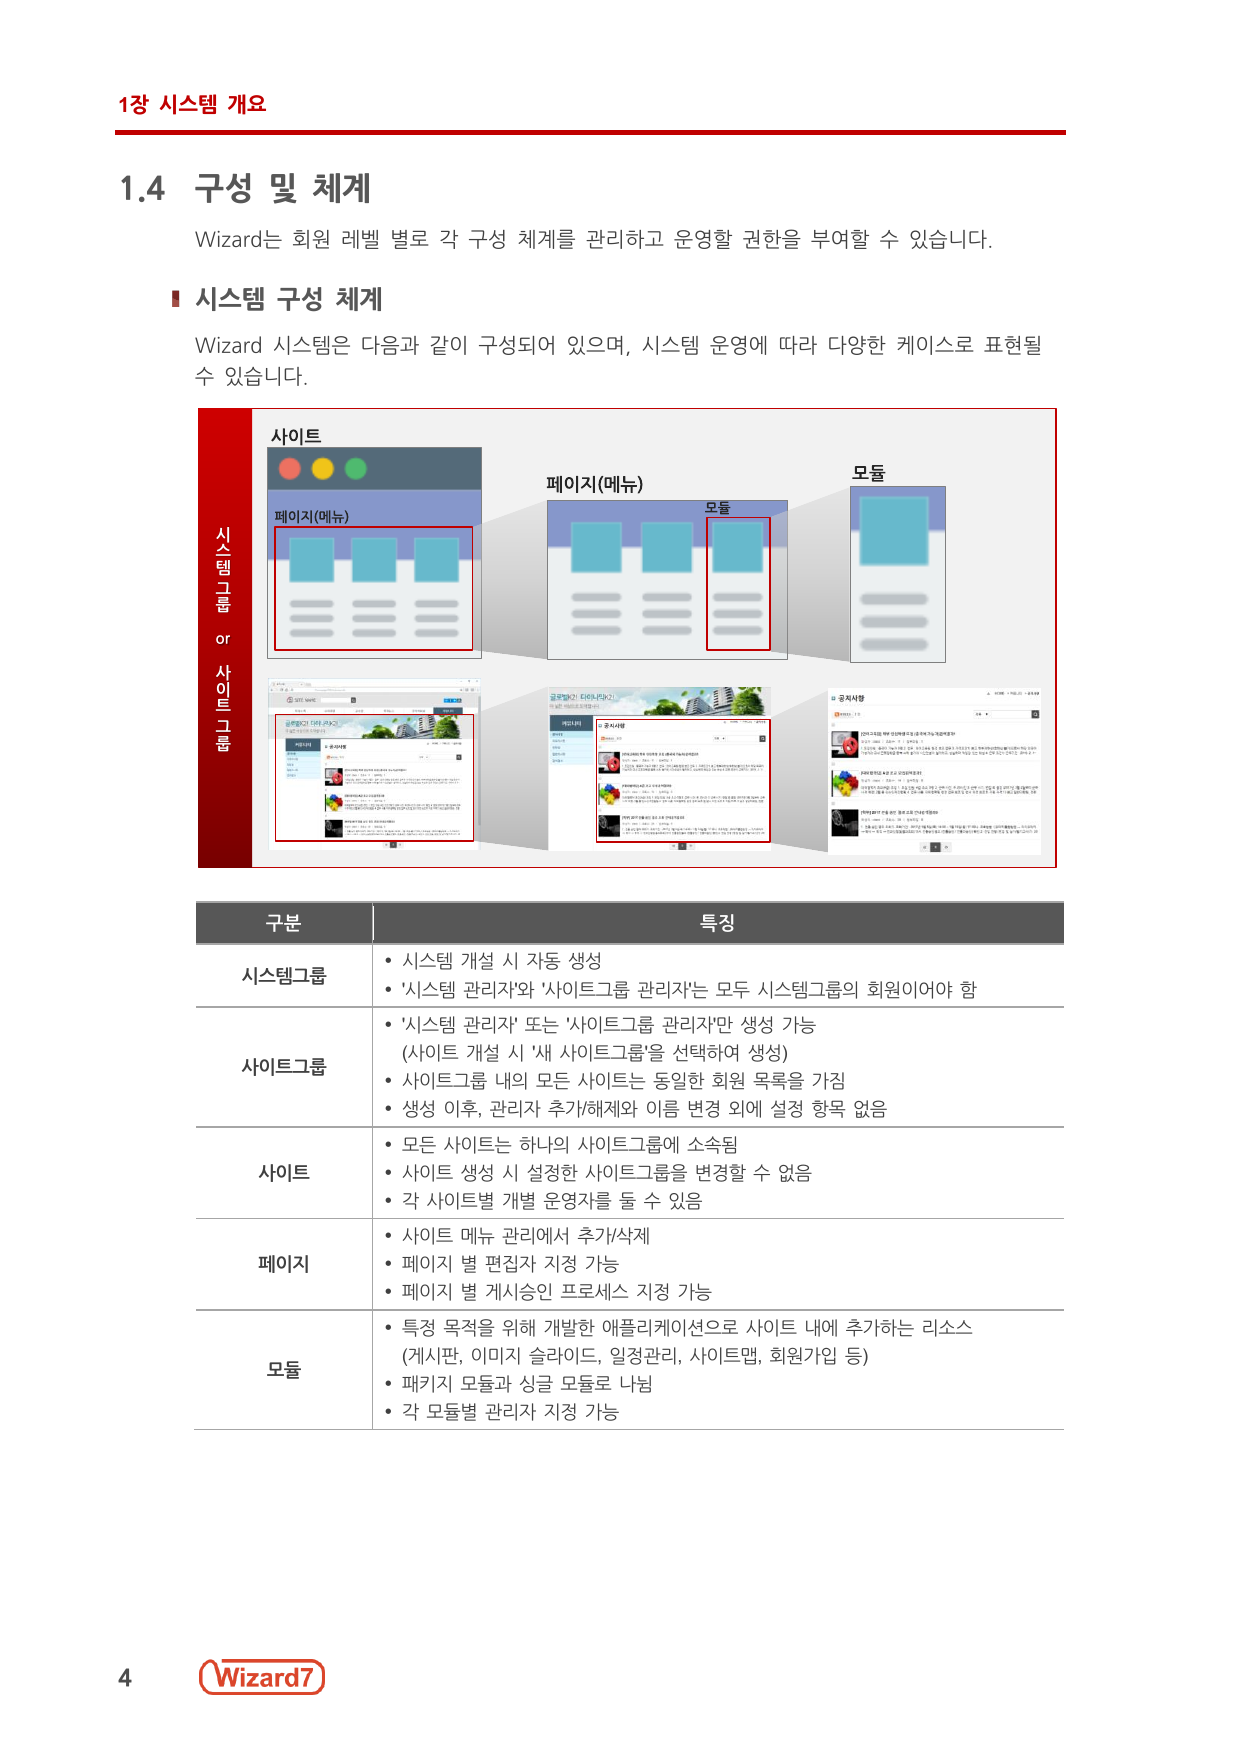 1장 시스템 개요
1.4 구성 및 체계
Wizard는 회원 레벨 별로 각 구성 체계를 관리하고 운영할 권한을 부여할 수 있습니다.
시스템 구성 체계
Wizard 시스템은 다음과 같이 구성되어 있으며, 시스템 운영에 따라 다양한 케이스로 표현될
수 있습니다.
시스템그룹 or 사이트그룹
사이트
페이지(메뉴)
페이지(메뉴)
모듈
모듈
공지사항
공지사항
공지사항
구분 특징
시스템그룹
• 시스템 개설 시 자동 생성
• '시스템 관리자'와 '사이트그룹 관리자'는 모두 시스템그룹의 회원이어야 함
사이트그룹
• '시스템 관리자' 또는 '사이트그룹 관리자'만 생성 가능
(사이트 개설 시 '새 사이트그룹'을 선택하여 생성)
• 사이트그룹 내의 모든 사이트는 동일한 회원 목록을 가짐
• 생성 이후, 관리자 추가/해제와 이름 변경 외에 설정 항목 없음
사이트
• 모든 사이트는 하나의 사이트그룹에 소속됨
• 사이트 생성 시 설정한 사이트그룹을 변경할 수 없음
• 각 사이트별 개별 운영자를 둘 수 있음
페이지
• 사이트 메뉴 관리에서 추가/삭제
• 페이지 별 편집자 지정 가능
• 페이지 별 게시승인 프로세스 지정 가능
모듈
• 특정 목적을 위해 개발한 애플리케이션으로 사이트 내에 추가하는 리소스
(게시판, 이미지 슬라이드, 일정관리, 사이트맵, 회원가입 등)
• 패키지 모듈과 싱글 모듈로 나뉨
• 각 모듈별 관리자 지정 가능
4
Wizard7